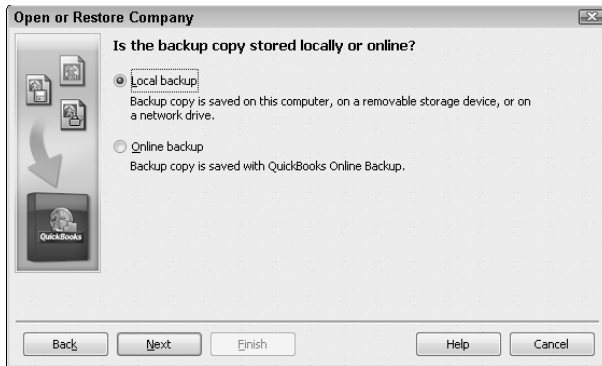 Open or Restore Company
Is the backup copy stored locally or online?
Local backup
Backup copy is saved on this computer, on a removable storage device, or on
a network drive.
Online backup
Backup copy is saved with QuickBooks Online Backup.
QuickBooks
Back
Next
Finish
Help
Cancel